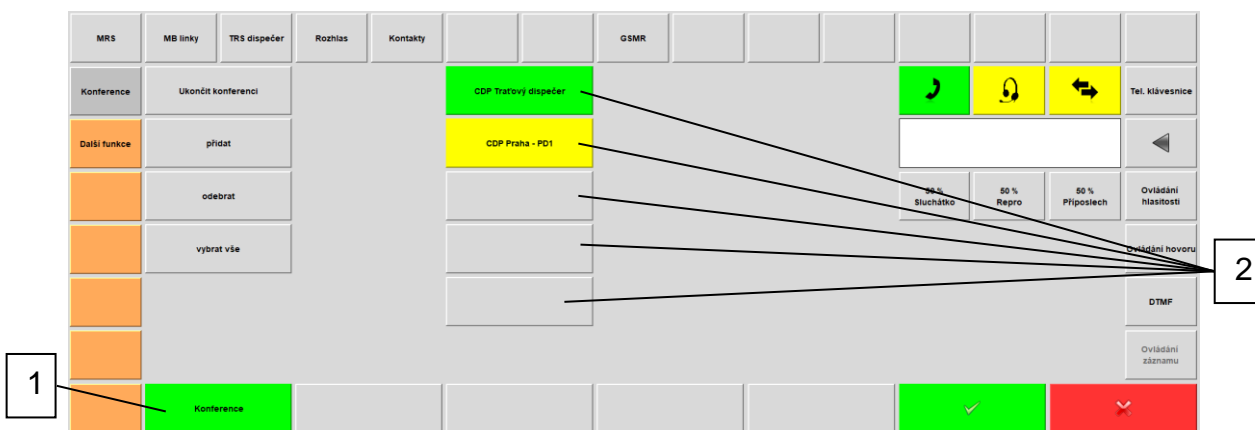 MRS MB linky TRS dispečer Rozhlas Kontakty GSMR
Konference Ukončit konferenci CDP Traťový dispečer Tel. klávesnice
Další funkce přidat CDP Praha - PD1
odebrat 50 % Sluchátko 50 % Repro 50 % Příposlech Ovládání hlasitostí
vybrat vše Ovládání hovoru
2
DTMF
Ovládání záznamu
1
Konference